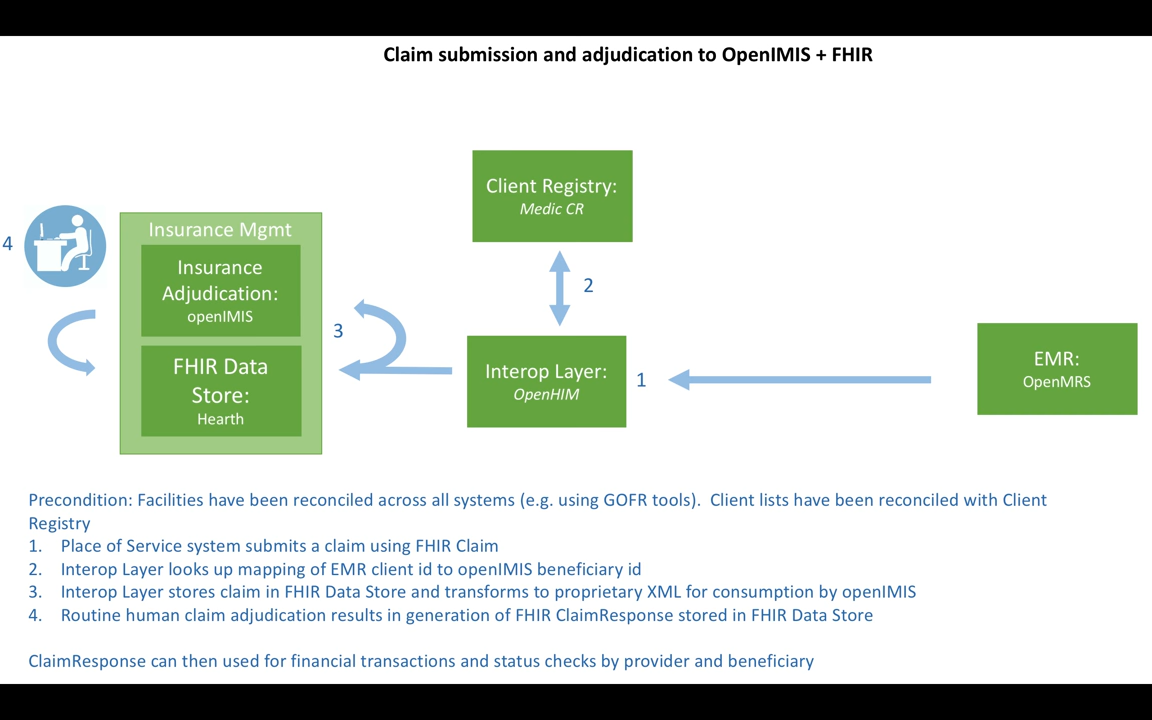 Claim submission and adjudication to OpenIMIS + FHIR
Client Registry:
Medic CR
4
Insurance Mgmt
Insurance
Adjudication:
openIMIS
2
3
FHIR Data
Store:
Hearth
Interop Layer:
OpenHIM
1
EMR:
OpenMRS
Precondition: Facilities have been reconciled across all systems (e.g. using GOFR tools).  Client lists have been reconciled with Client
Registry
1. Place of Service system submits a claim using FHIR Claim
2. Interop Layer looks up mapping of EMR client id to openIMIS beneficiary id
3. Interop Layer stores claim in FHIR Data Store and transforms to proprietary XML for consumption by openIMIS
4. Routine human claim adjudication results in generation of FHIR ClaimResponse stored in FHIR Data Store
ClaimResponse can then used for financial transactions and status checks by provider and beneficiary